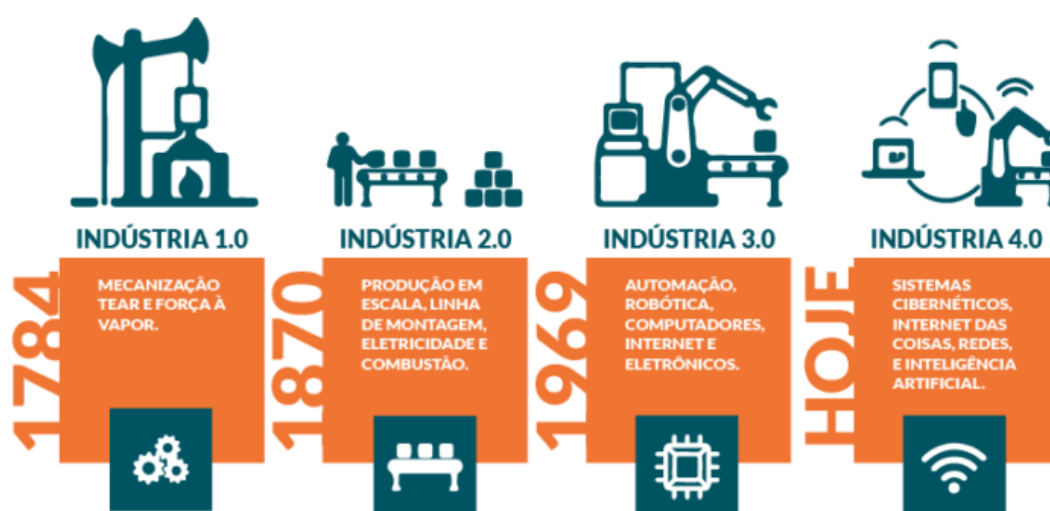 INDÚSTRIA 1.0
1784
MECANIZAÇÃO
TEAR E FORÇA À
VAPOR.
INDÚSTRIA 2.0
1870
PRODUÇÃO EM
ESCALA, LINHA
DE MONTAGEM,
ELETRICIDADE E
COMBUSTÃO.
INDÚSTRIA 3.0
1969
AUTOMAÇÃO,
ROBÓTICA,
COMPUTADORES,
INTERNET E
ELETRÔNICOS.
INDÚSTRIA 4.0
HOJE
SISTEMAS
CIBERNÉTICOS,
INTERNET DAS
COISAS, REDES,
E INTELIGÊNCIA
ARTIFICIAL.